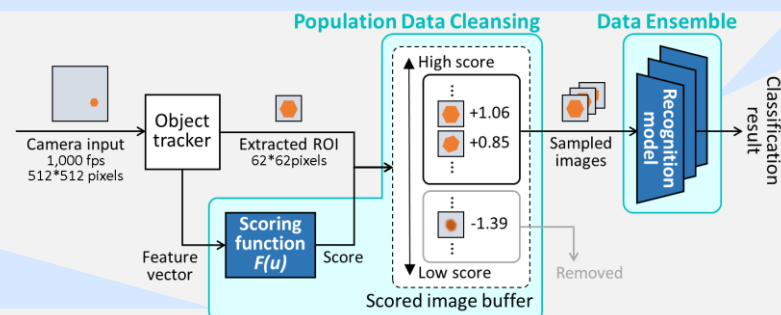 Population Data Cleansing
Data Ensemble
Camera input
1,000 fps
512*512 pixels
Object
tracker
Extracted ROI
62*62pixels
Feature
vector
Scoring
function
F(u)
Score
High score
+1.06
+0.85
-1.39
Low score
Scored image buffer
Sampled
images
Removed
Recognition
model
Classification
result